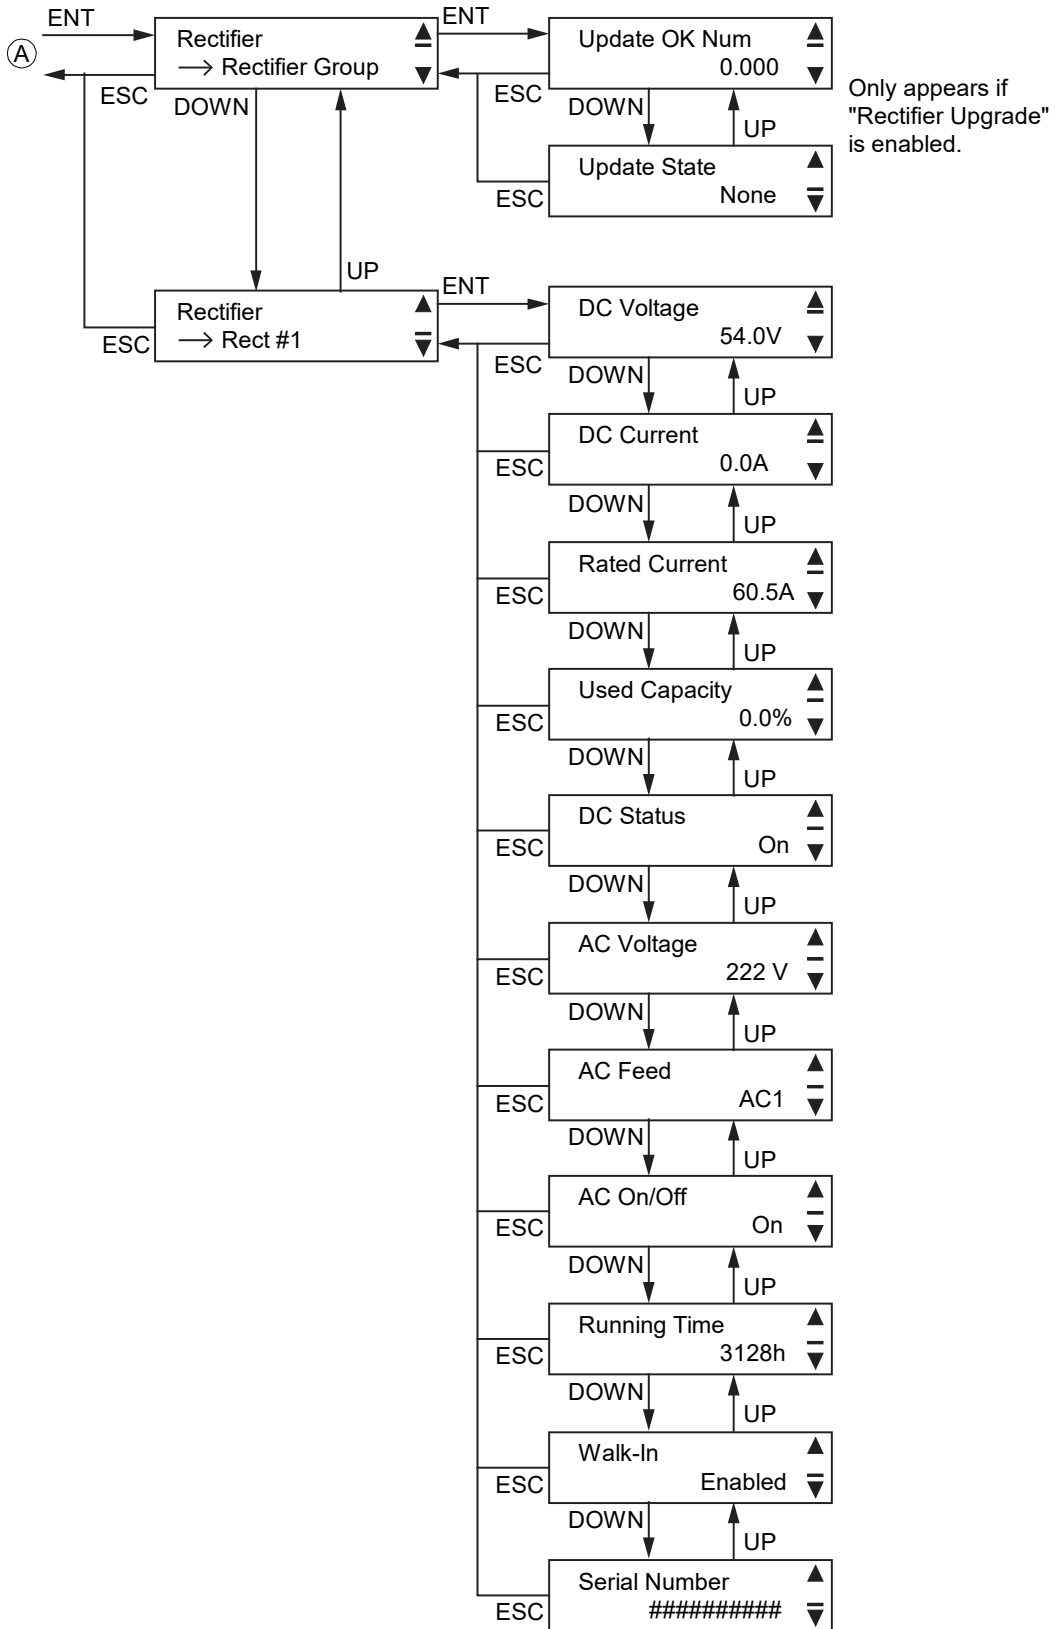 ENT
A
Rectifier
→ Rectifier Group
ESC
ENT
Update OK Num
0.000
ESC
Only appears if
"Rectifier Upgrade"
is enabled.
DOWN
DOWN
UP
Update State
None
ESC
UP
Rectifier
→ Rect #1
ESC
ENT
DC Voltage
54.0V
ESC
DOWN
UP
DC Current
0.0A
ESC
DOWN
UP
Rated Current
60.5A
ESC
DOWN
UP
Used Capacity
0.0%
ESC
DOWN
UP
DC Status
On
ESC
DOWN
UP
AC Voltage
222 V
ESC
DOWN
UP
AC Feed
AC1
ESC
DOWN
UP
AC On/Off
On
ESC
DOWN
UP
Running Time
3128h
ESC
DOWN
UP
Walk-In
Enabled
ESC
DOWN
UP
Serial Number
##########
ESC